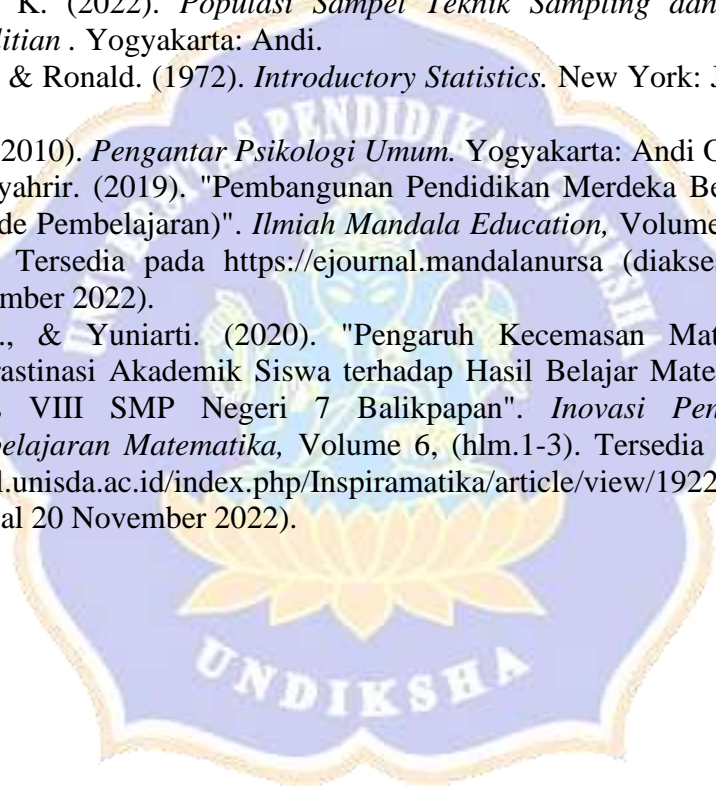 K. (2022). Populasi Sampel Teknik Sampling dan
litian . Yogyakarta: Andi.
& Ronald. (1972). Introductory Statistics. New York: J
2010). Pengantar Psikologi Umum. Yogyakarta: Andi O
yahrir. (2019). "Pembangunan Pendidikan Merdeka Be
de Pembelajaran)". Ilmiah Mandala Education, Volume
Tersedia pada https://ejournal.mandalanursa (diakses
mber 2022).
., & Yuniarti. (2020). "Pengaruh Kecemasan Mat
rastinasi Akademik Siswa terhadap Hasil Belajar Mate
VIII SMP Negeri 7 Balikpapan". Inovasi Pen
belajaran Matematika, Volume 6, (hlm.1-3). Tersedia
l.unisda.ac.id/index.php/Inspiramatika/article/view/1922
al 20 November 2022).
UNIVERSITAS PENDIDIKAN GANESHA
UNDIKSHA